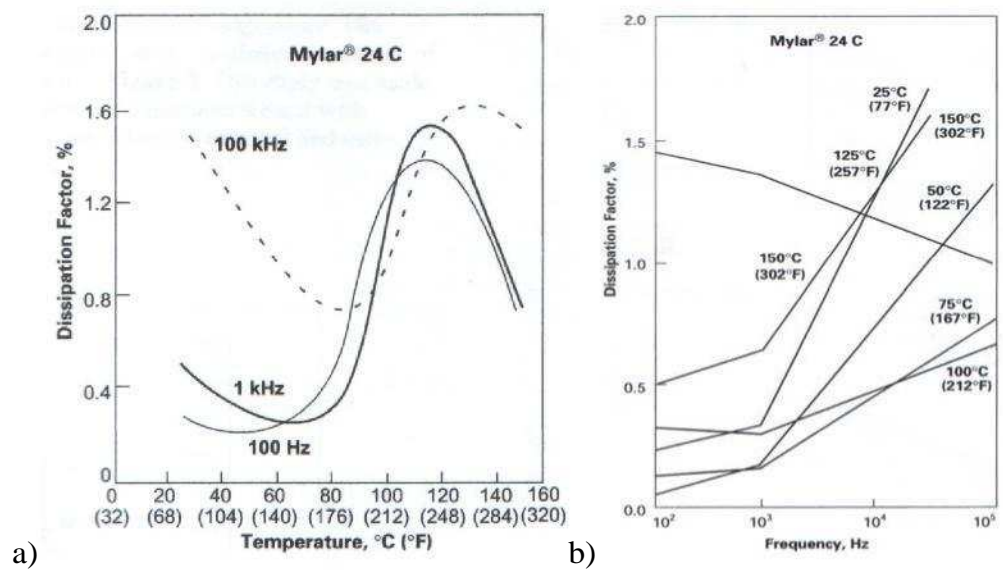 2.0
Mylar® 24 C
1.6
100 kHz
1.2
0.8
0.4
1 kHz
100 Hz
0
0 20 40 60 80 100 120 140 160
(32) (68) (104) (140) (176) (212) (248) (284) (320)
Temperature, °C (°F)
Dissipation Factor, %
a)
2.0
Mylar® 24 C
25°C
(77°F)
150°C
(302°F)
1.5
125°C
(257°F)
50°C
(122°F)
1.0
150°C
(302°F)
75°C
(167°F)
0.5
100°C
(212°F)
0.0
10² 10³ 10⁴ 10⁵
Frequency, Hz
Dissipation Factor, %
b)